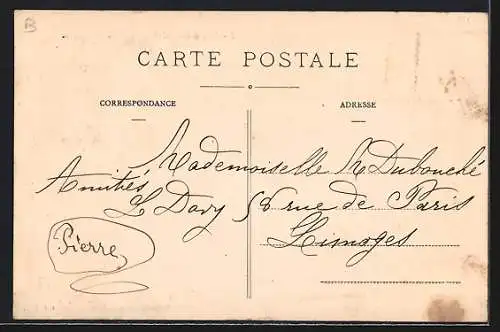 B
CARTE POSTALE
CORRESPONDANCE
ADRESSE
Mademoiselle R Dubouché
Amitiés
L Davy
58 rue de Paris
Limoges
Pierre